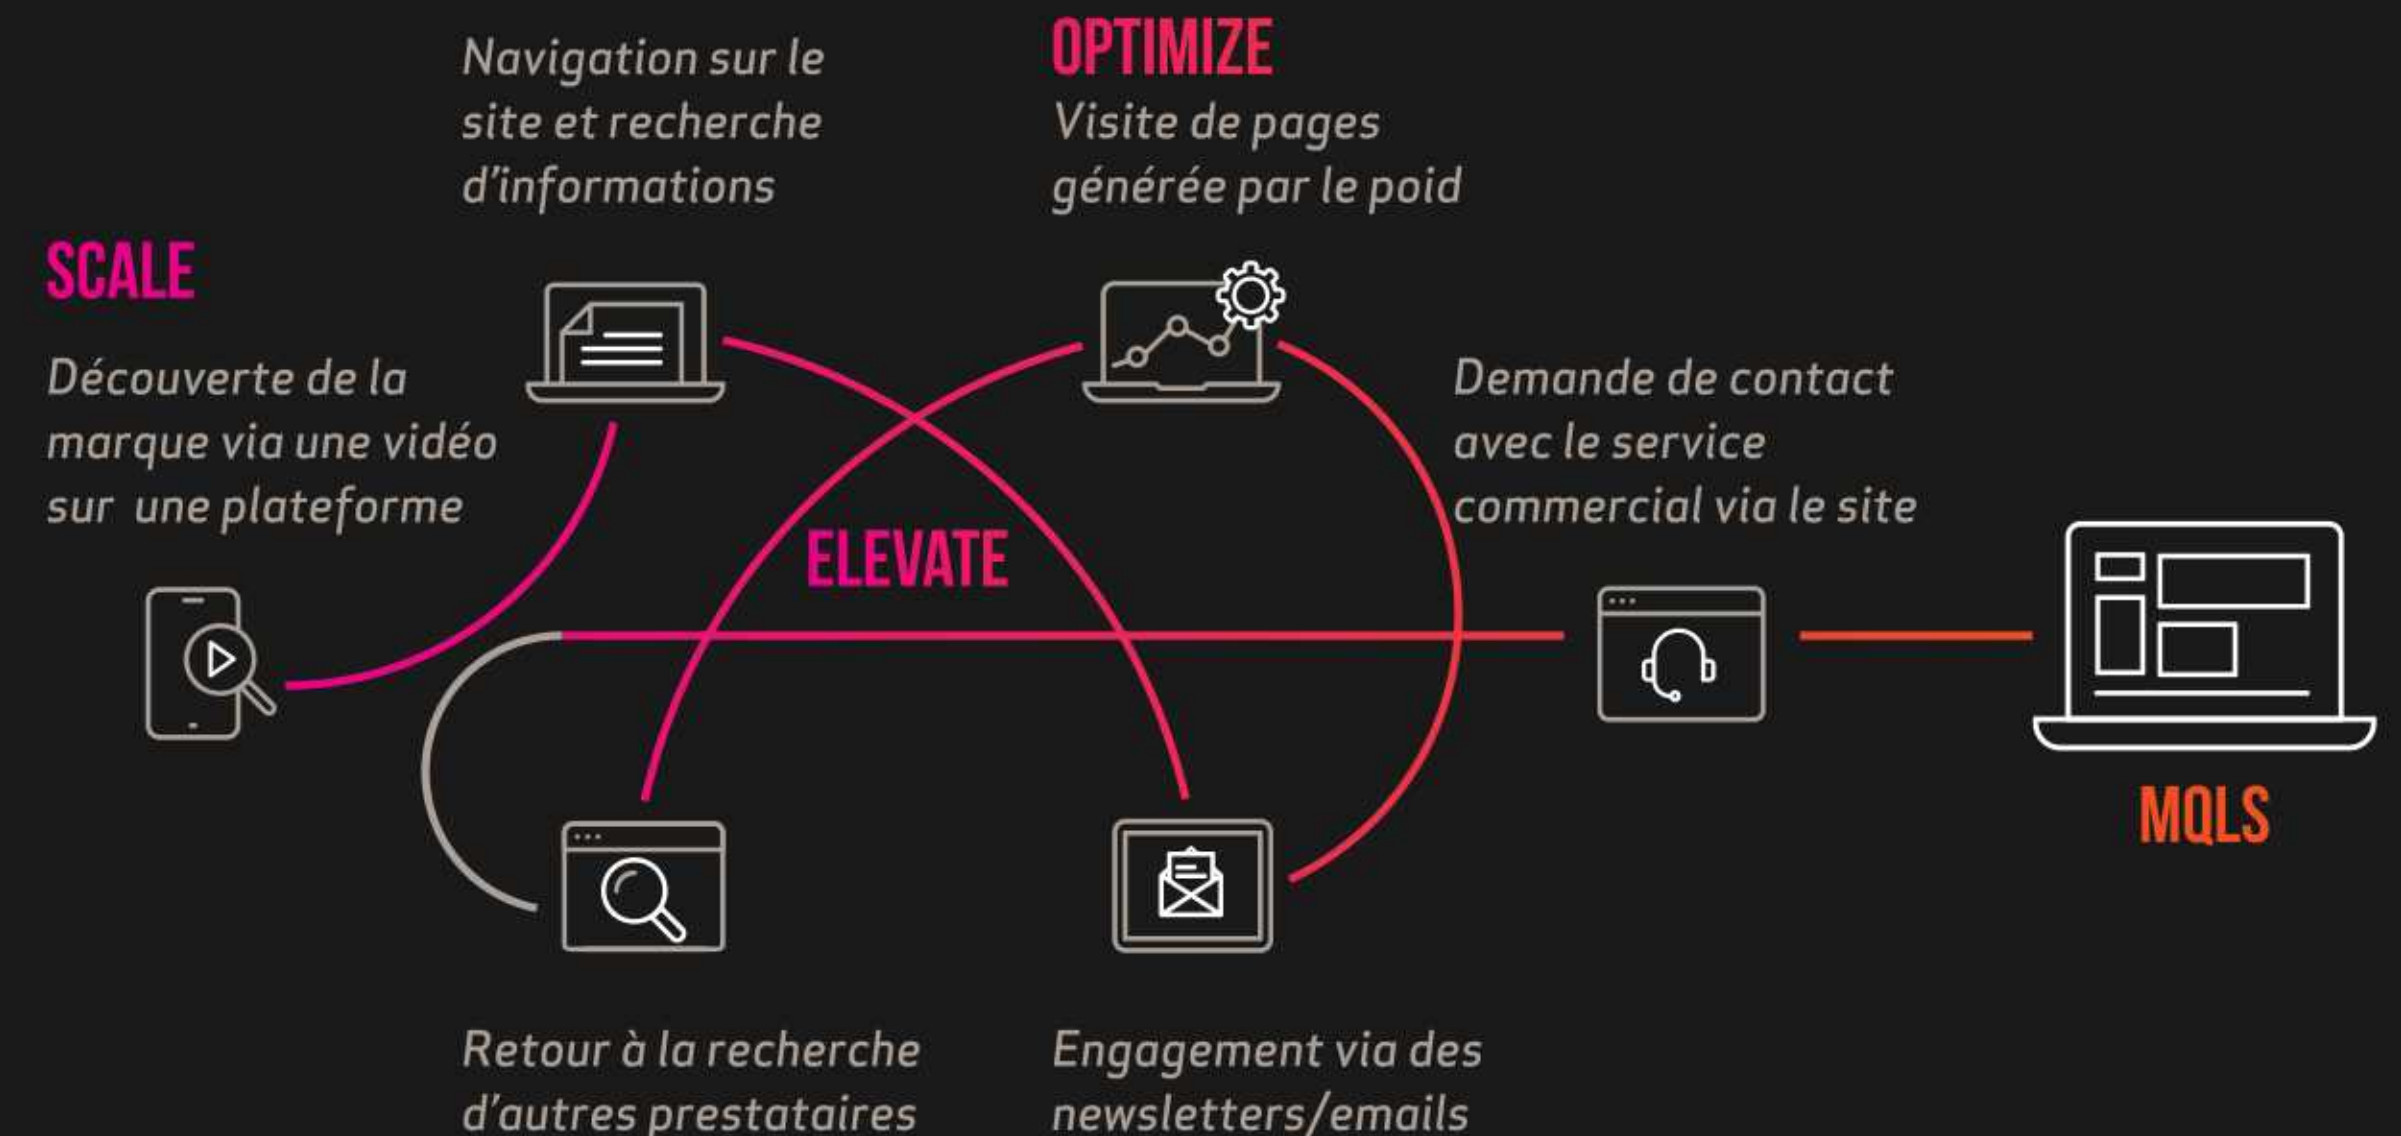 SCALE
Découverte de la
marque via une vidéo
sur une plateforme
Navigation sur le
site et recherche
d'informations
OPTIMIZE
Visite de pages
générée par le poid
ELEVATE
Demande de contact
avec le service
commercial via le site
MQLS
Retour à la recherche
d'autres prestataires
Engagement via des
newsletters/emails